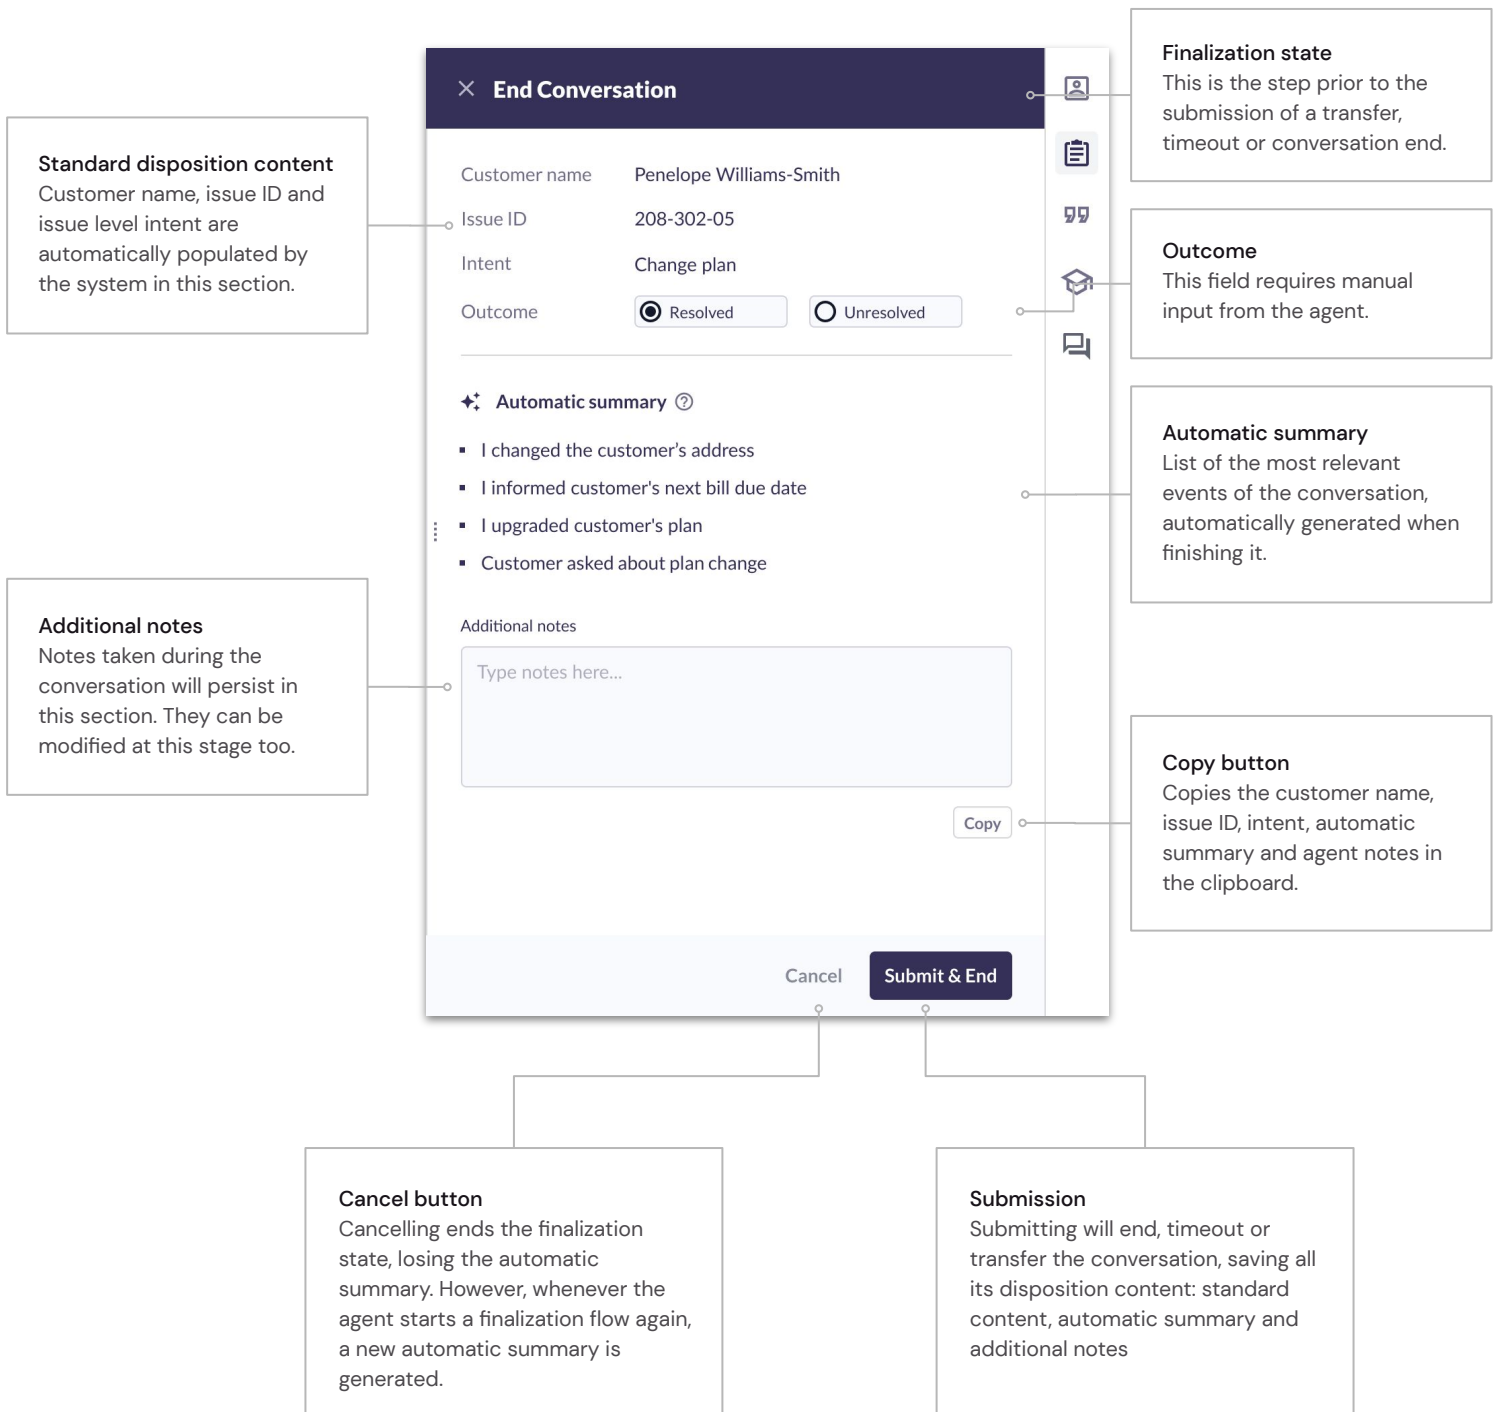 Finalization state
This is the step prior to the
submission of a transfer,
timeout or conversation end.
End Conversation
Standard disposition content
Customer name, issue ID and
issue level intent are
automatically populated by
the system in this section.
Customer name Penelope Williams-Smith
Issue ID 208-302-05
Intent Change plan
Outcome Resolved Unresolved
Outcome
This field requires manual
input from the agent.
Automatic summary
I changed the customer’s address
I informed customer's next bill due date
I upgraded customer's plan
Customer asked about plan change
Automatic summary
List of the most relevant
events of the conversation,
automatically generated when
finishing it.
Additional notes
Notes taken during the
conversation will persist in
this section. They can be
modified at this stage too.
Additional notes
Type notes here...
Copy
Copy button
Copies the customer name,
issue ID, intent, automatic
summary and agent notes in
the clipboard.
Cancel Submit & End
Cancel button
Cancelling ends the finalization
state, losing the automatic
summary. However, whenever the
agent starts a finalization flow again,
a new automatic summary is
generated.
Submission
Submitting will end, timeout or
transfer the conversation, saving all
its disposition content: standard
content, automatic summary and
additional notes